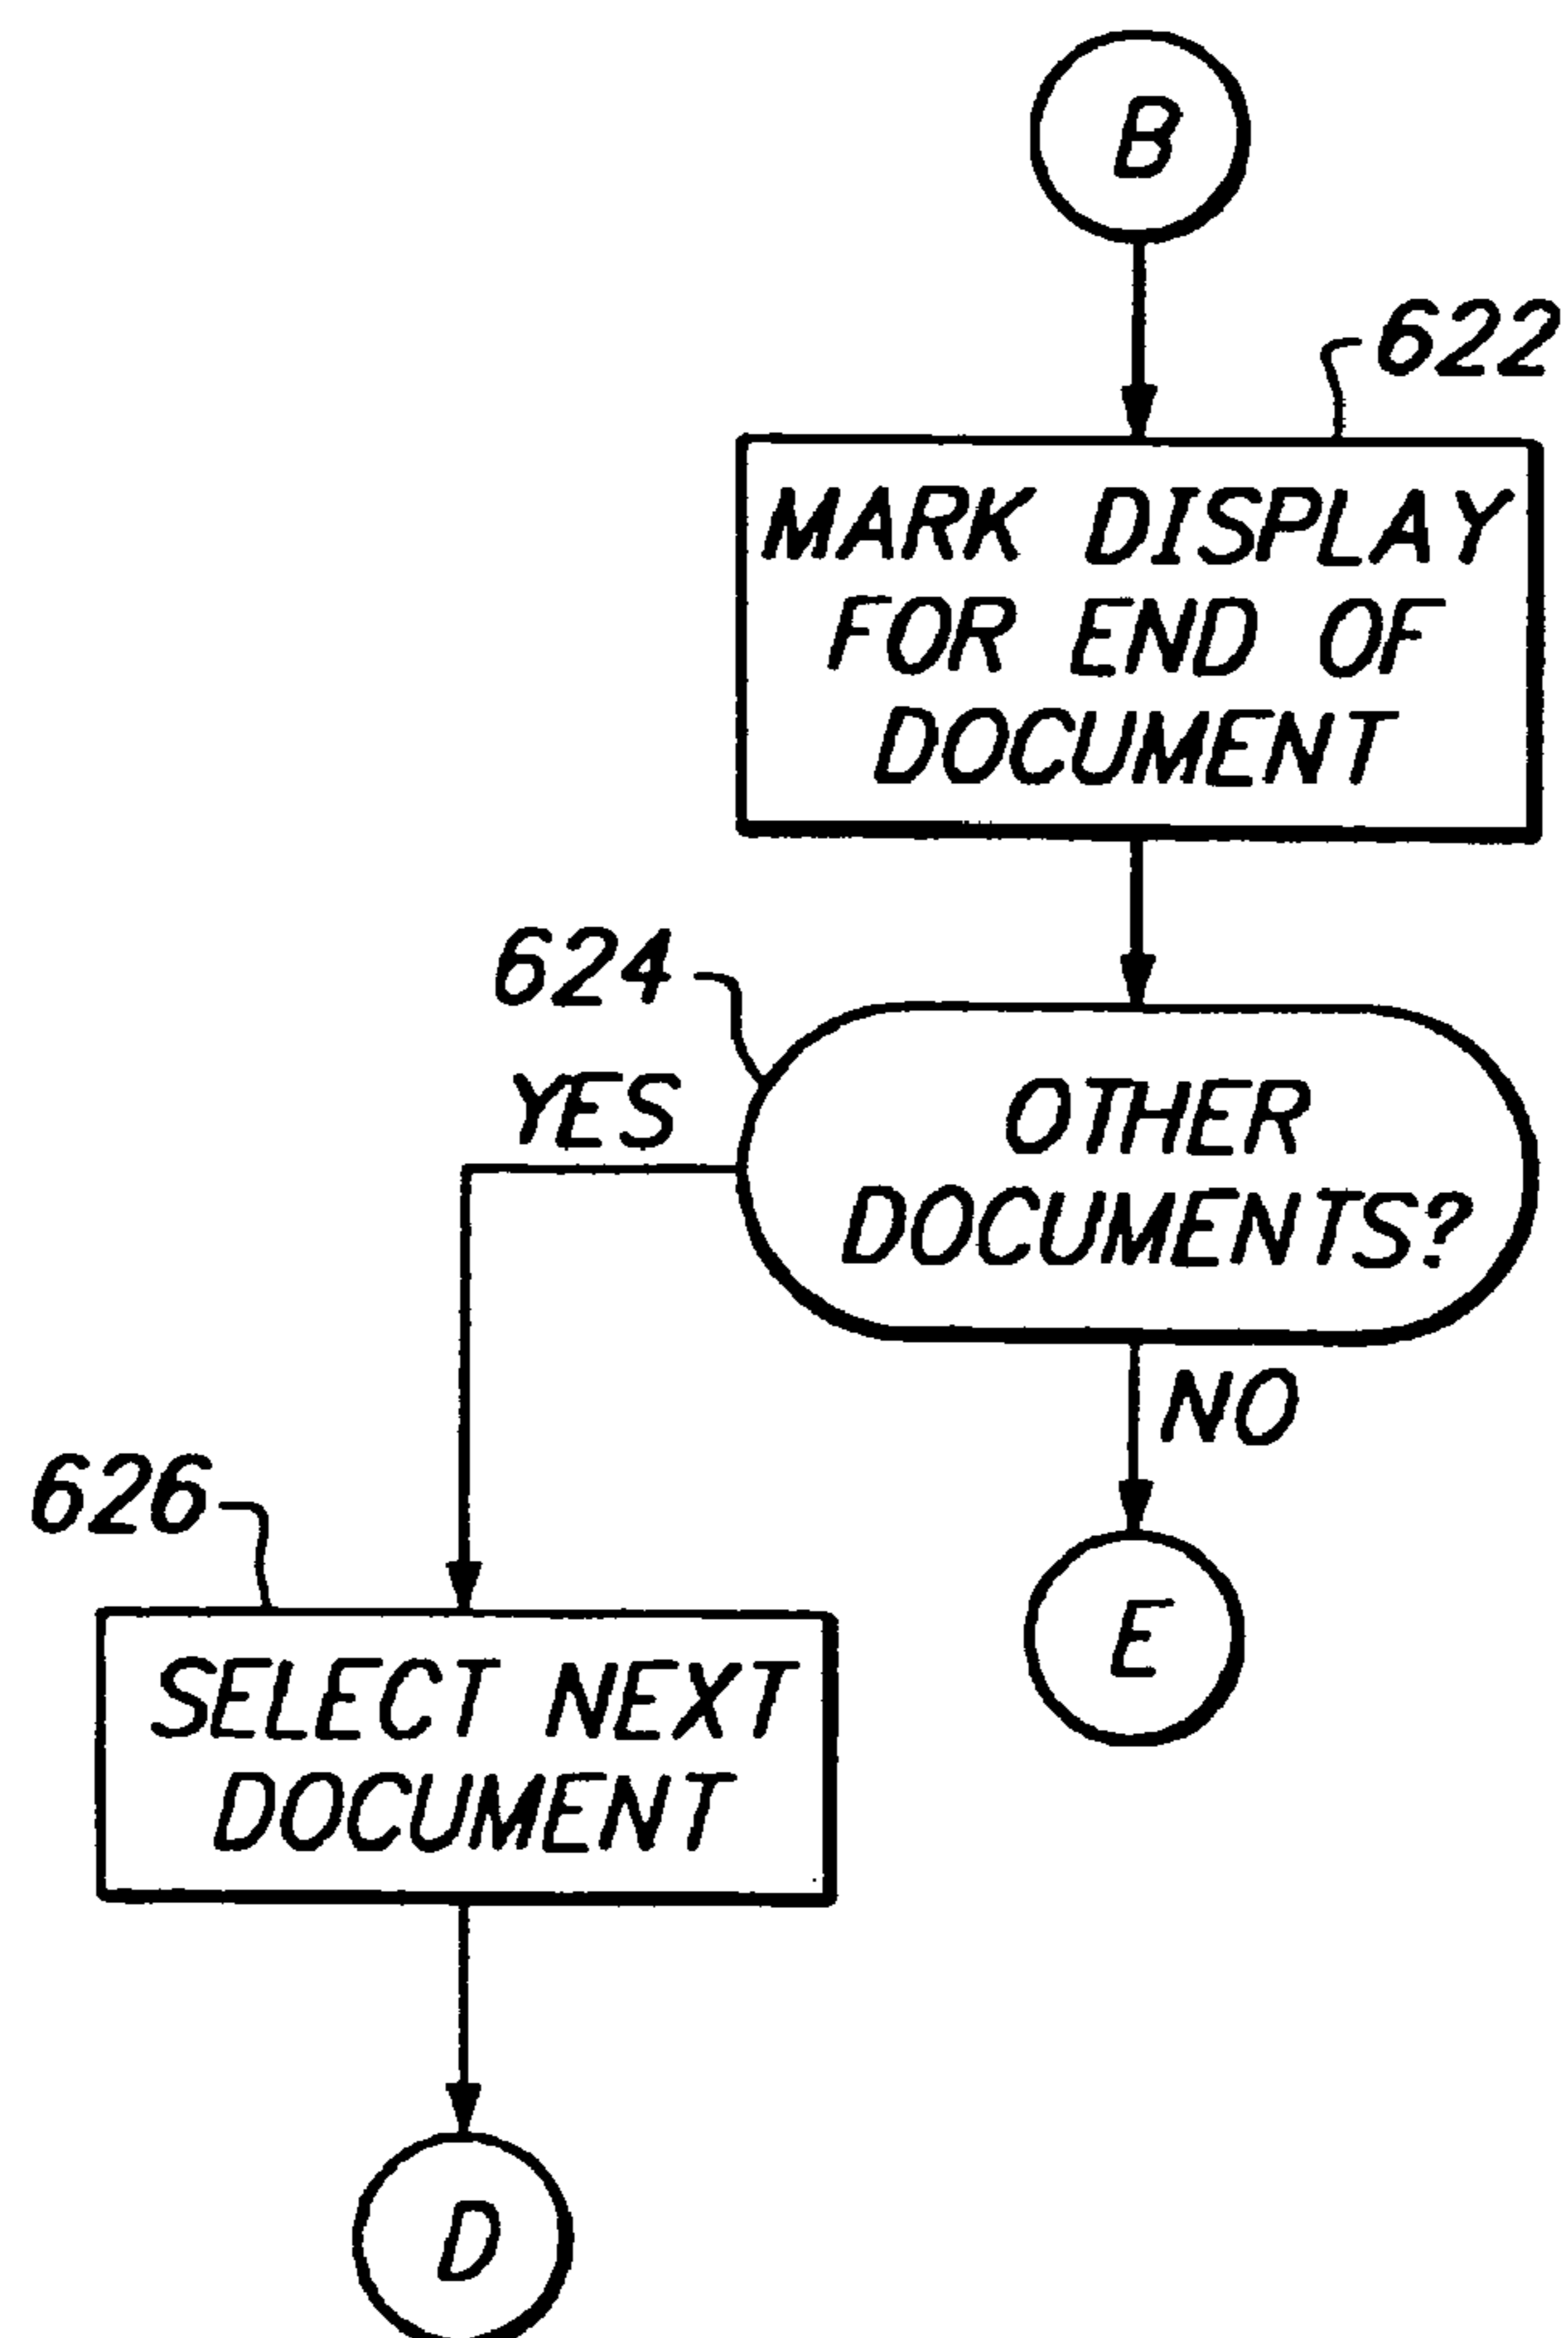 B
622
MARK DISPLAY
FOR END OF
DOCUMENT
624
YES
OTHER
DOCUMENTS?
NO
626
E
SELECT NEXT
DOCUMENT
D